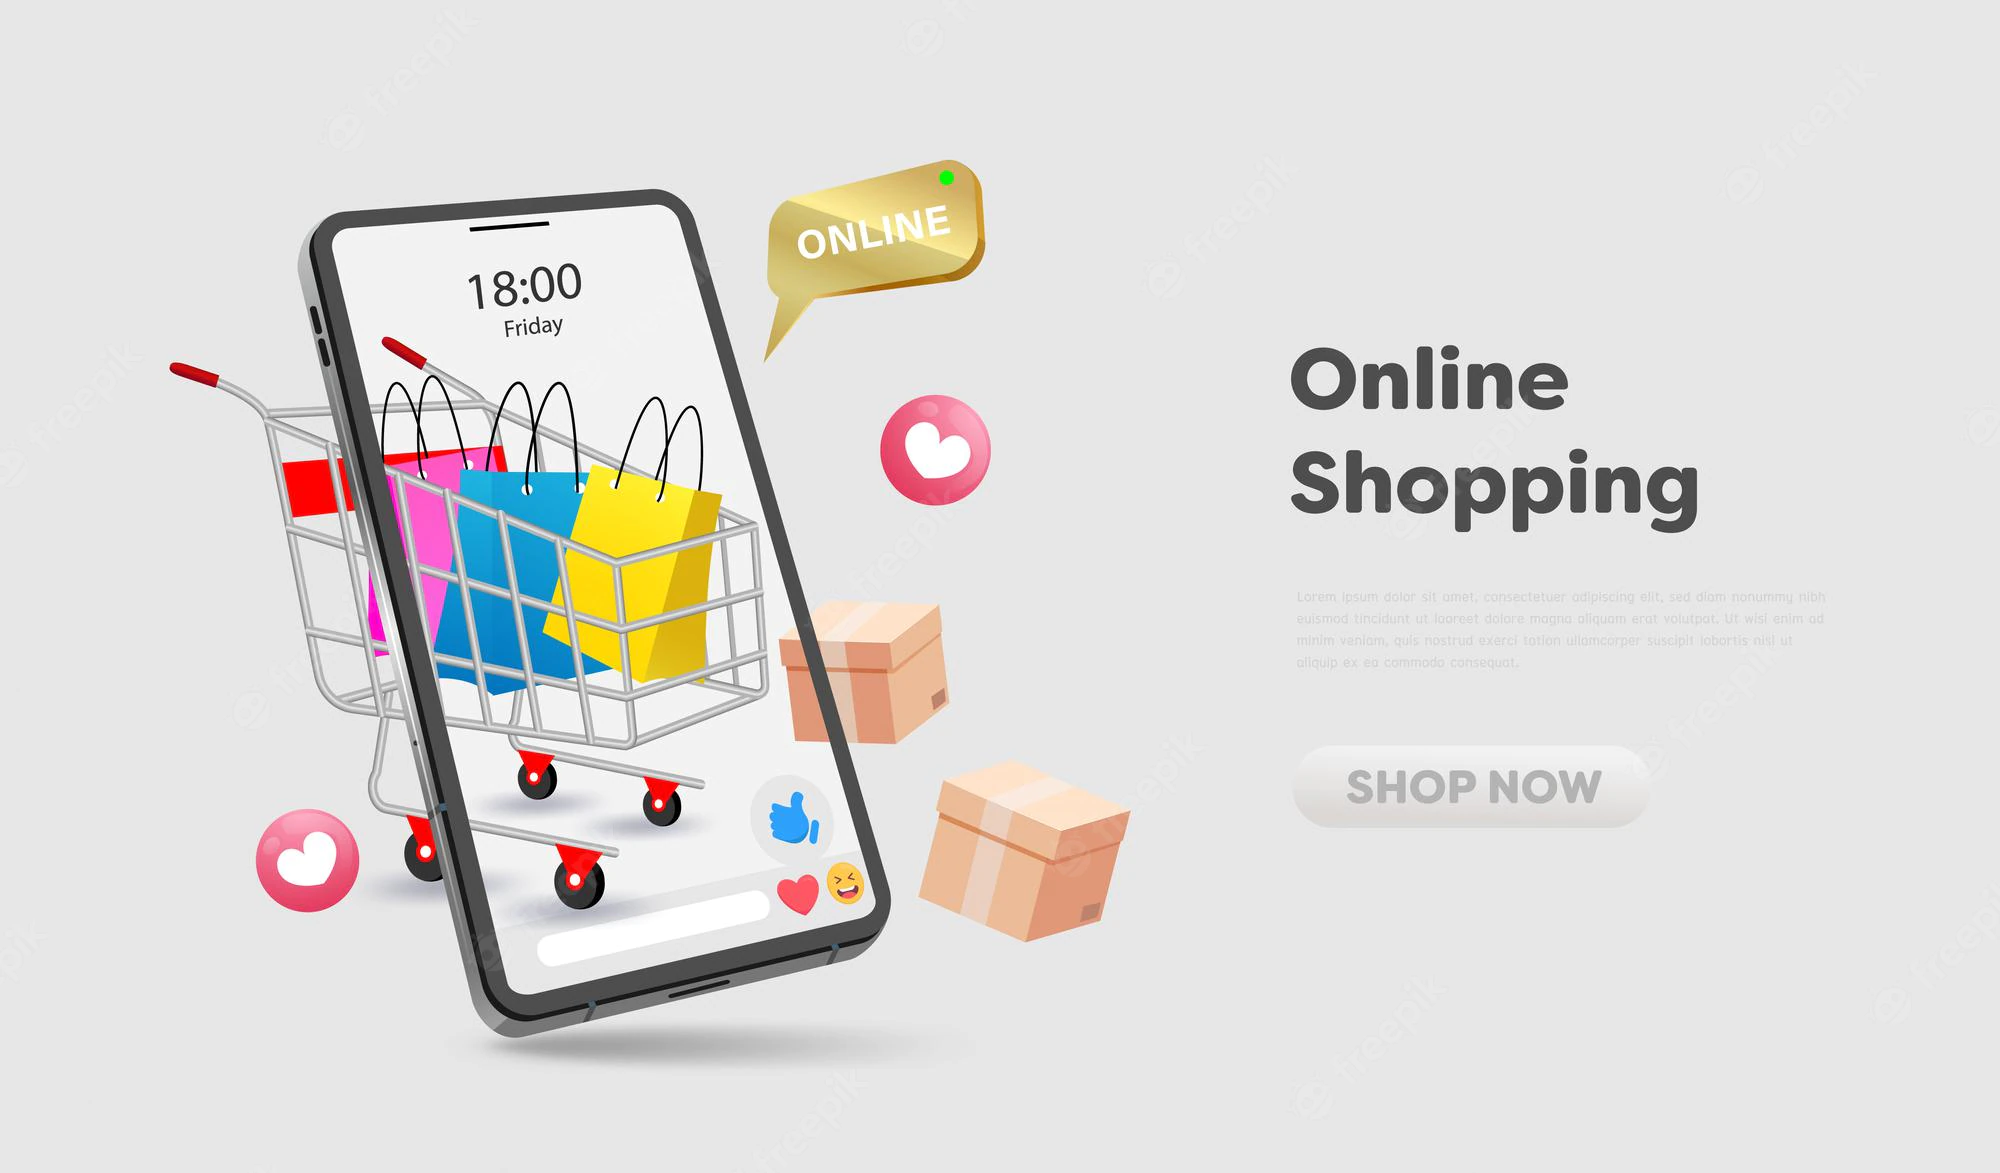 18:00
Friday
ONLINE
Online
Shopping
Lorem ipsum dolor sit amet, consectetuer adipiscing elit, sed diam nonummy nibh
euismod tincidunt ut laoreet dolore magna aliquam erat volutpat. Ut wisi enim ad
minim veniam, quis nostrud exerci tation ullamcorper suscipit lobortis nisl ut
aliquip ex ea commodo consequat.
SHOP NOW
freepik